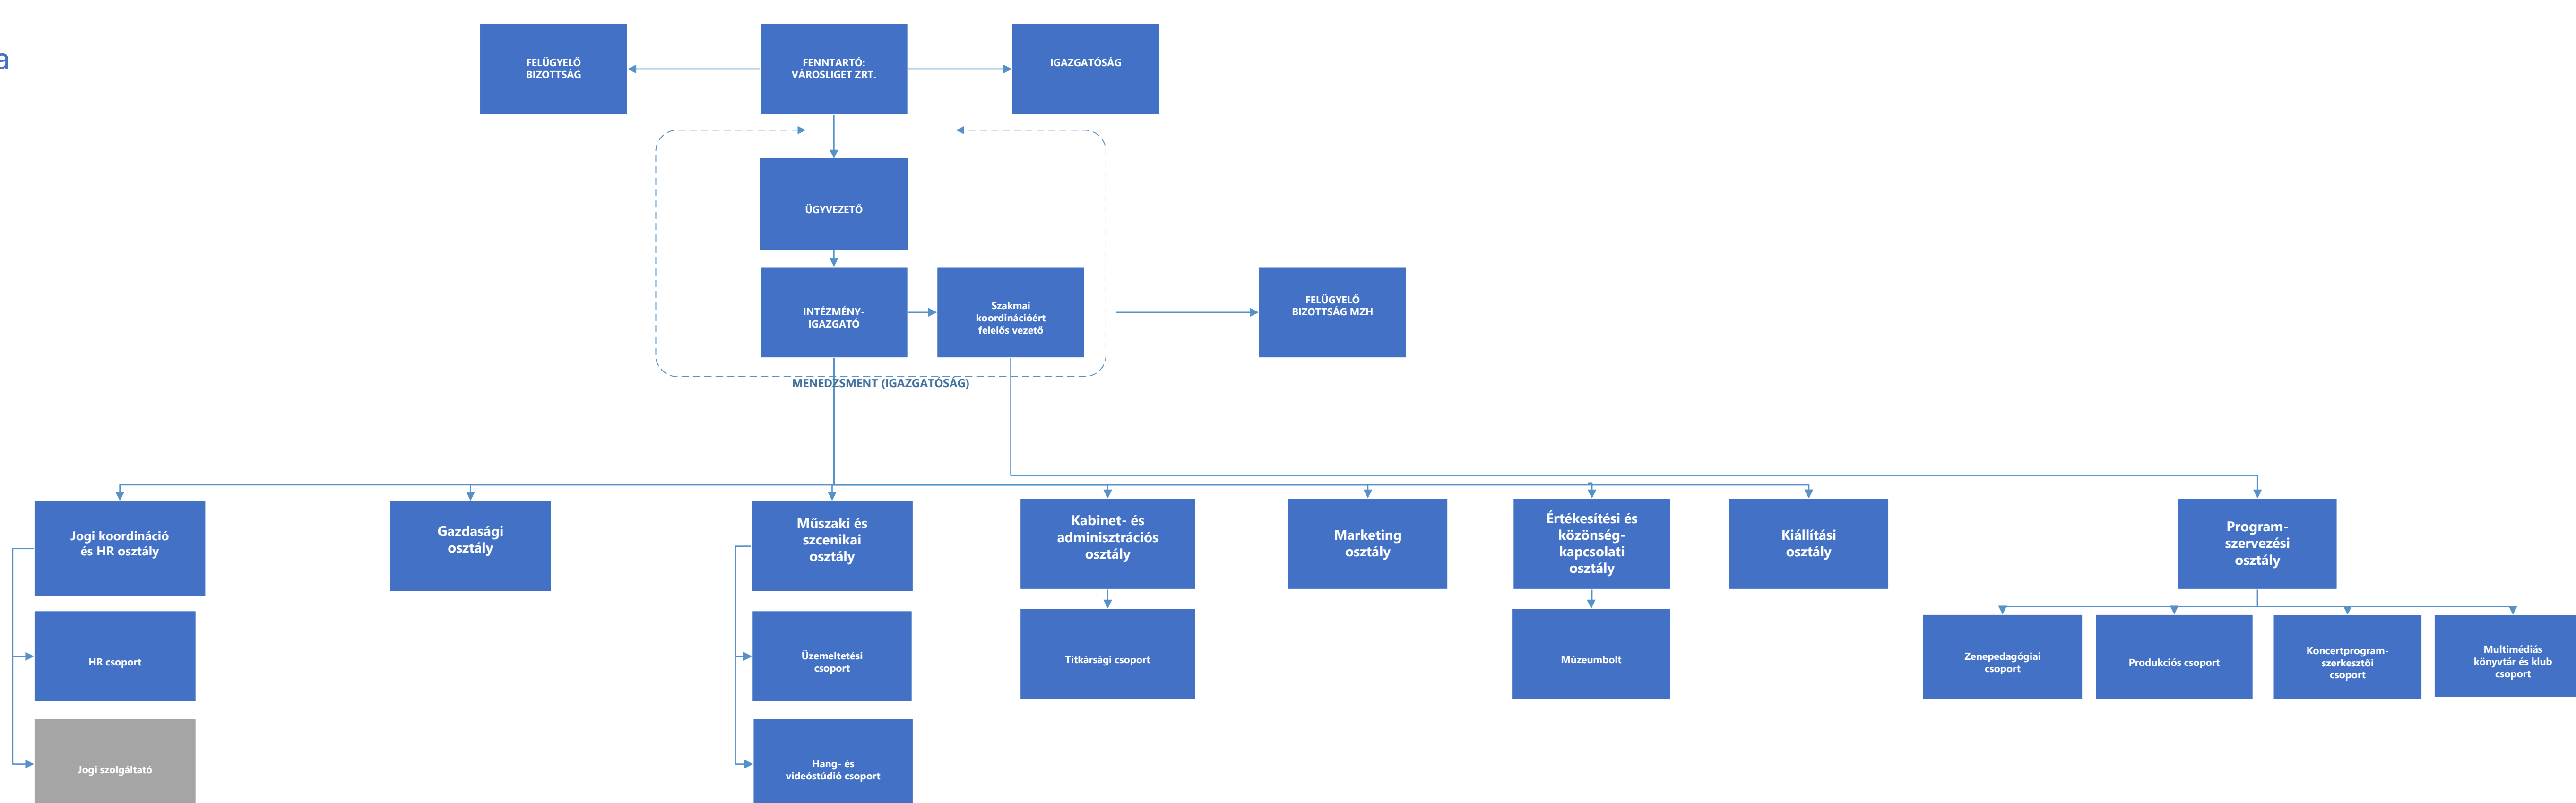 a
FELÜGYELŐ
BIZOTTSÁG
FENNTARTÓ:
VÁROSLIGET ZRT.
IGAZGATÓSÁG
ÜGYVEZETŐ
INTÉZMÉNY-
IGAZGATÓ
Szakmai
koordinációért
felelős vezető
FELÜGYELŐ
BIZOTTSÁG MZH
MENEDZSMENT (IGAZGATÓSÁG)
Jogi koordináció
és HR osztály
Gazdasági
osztály
Műszaki és
szcenikai
osztály
Kabinet- és
adminisztrációs
osztály
Marketing
osztály
Értékesítési és
közönség-
kapcsolati
osztály
Kiállítási
osztály
Program-
szervezési
osztály
HR csoport
Üzemeltetési
csoport
Titkársági csoport
Múzeumbolt
Zenepedagógiai
csoport
Produkciós csoport
Koncertprogram-
szerkesztői
csoport
Multimédiás
könyvtár és klub
csoport
Jogi szolgáltató
Hang- és
videóstúdió csoport